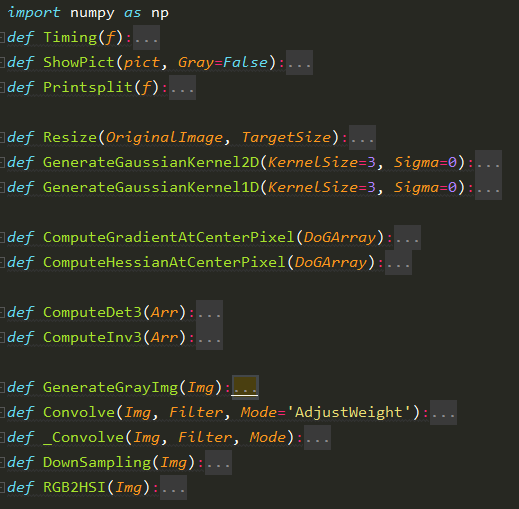 import numpy as np
def Timing(f):...
def ShowPict(pict, Gray=False):...
def Printsplit(f):...
def Resize(OriginalImage, TargetSize):...
def GenerateGaussianKernel2D(KernelSize=3, Sigma=0):...
def GenerateGaussianKernel1D(KernelSize=3, Sigma=0):...
def ComputeGradientAtCenterPixel(DoGArray):...
def ComputeHessianAtCenterPixel(DoGArray):...
def ComputeDet3(Arr):...
def ComputeInv3(Arr):...
def GenerateGrayImg(Img):...
def Convolve(Img, Filter, Mode='AdjustWeight'):...
def _Convolve(Img, Filter, Mode):...
def DownSampling(Img):...
def RGB2HSI(Img):...